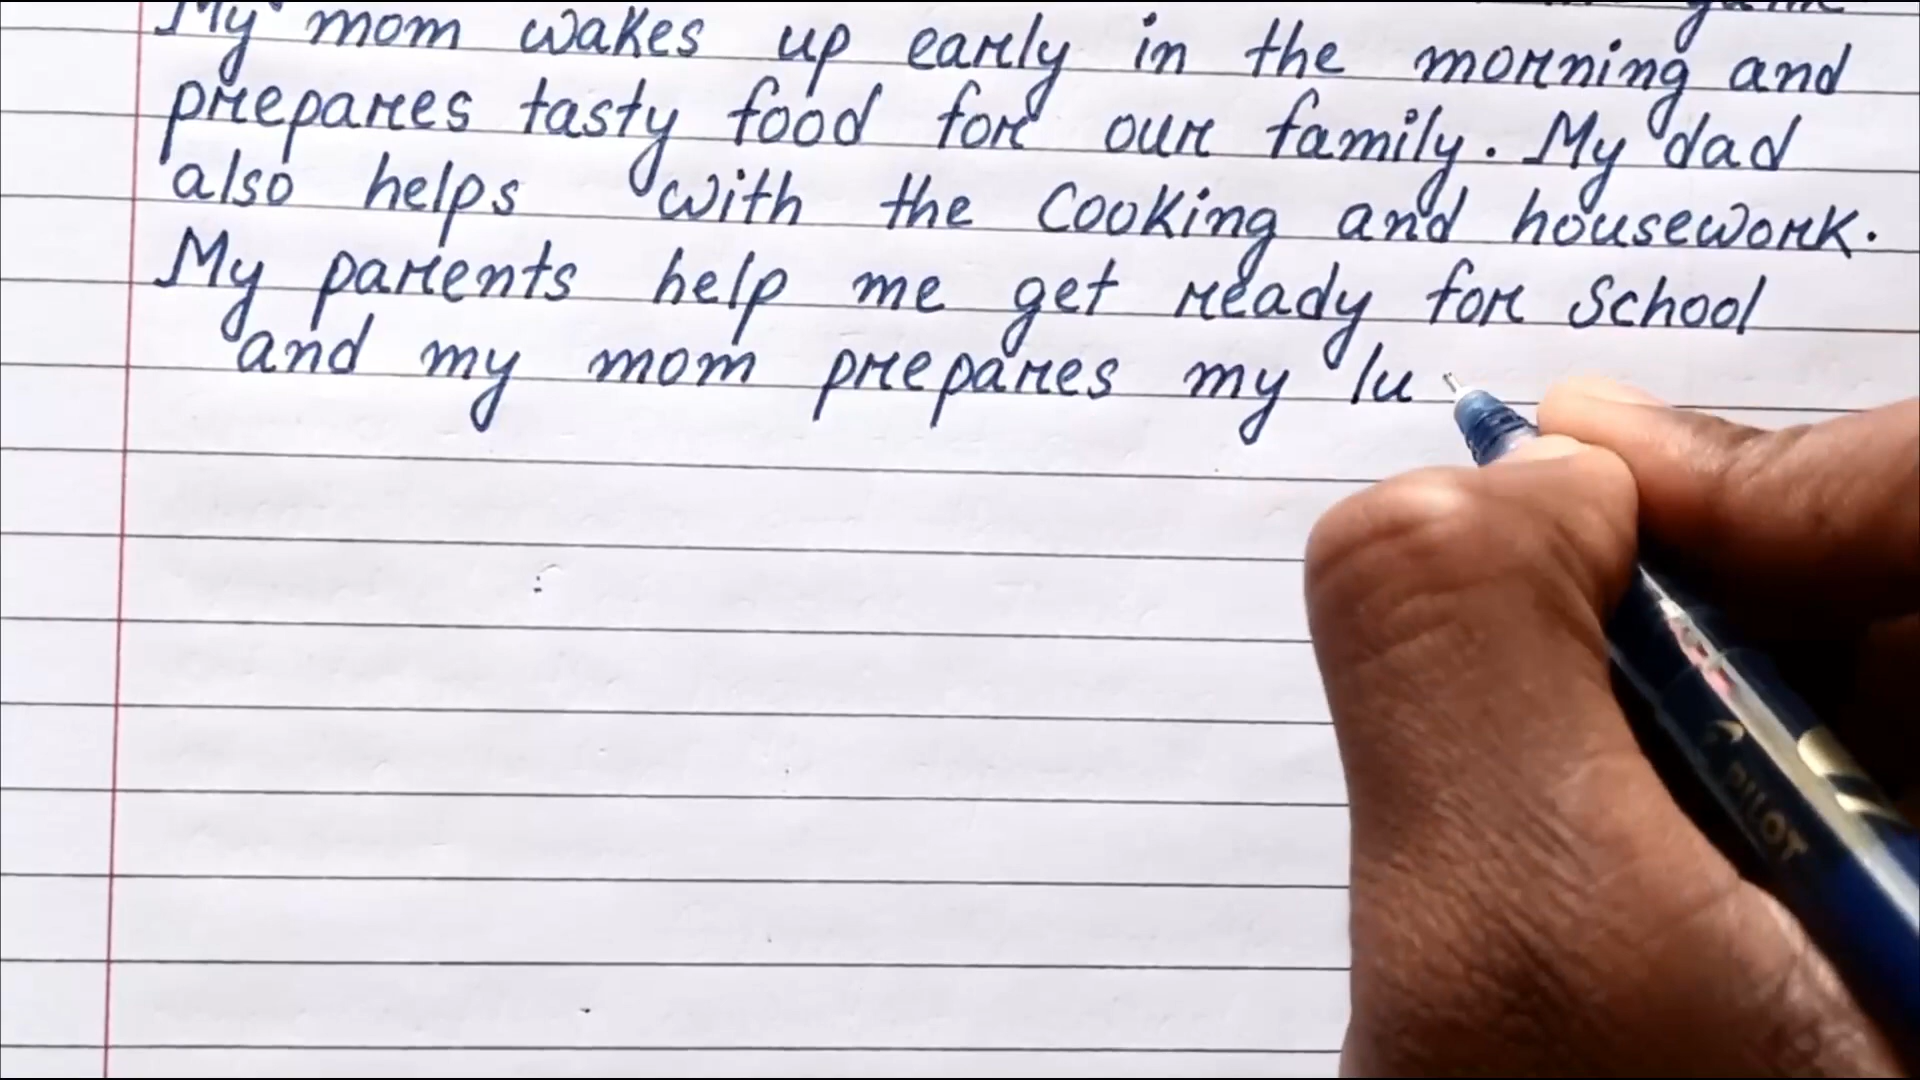 My mom wakes up early in the morning and
prepares tasty food for our family. My dad
also helps with the Cooking and housework.
My parents help me get ready for School
and my mom prepares my lu
PILOT